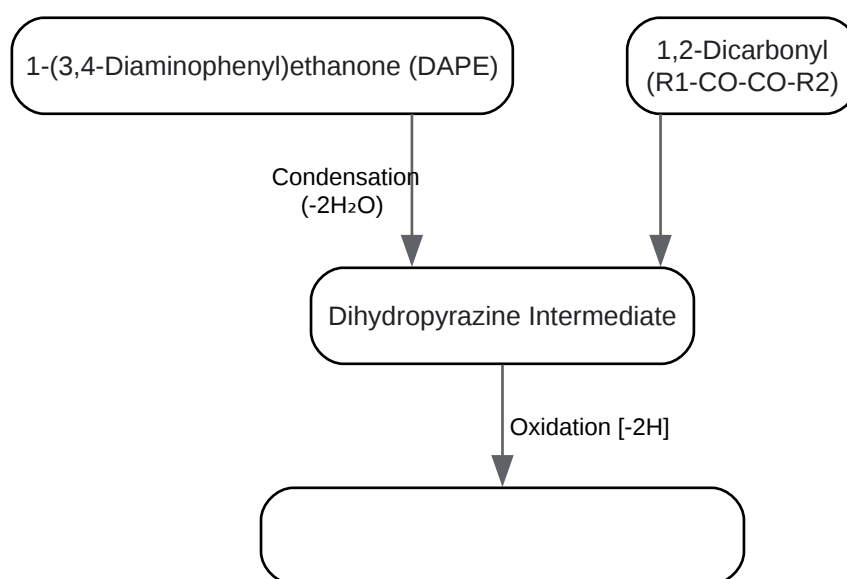 1-(3,4-Diaminophenyl)ethanone (DAPE)
1,2-Dicarbonyl
(R1-CO-CO-R2)
Condensation
(-2H₂O)
Dihydropyrazine Intermediate
Oxidation [-2H]